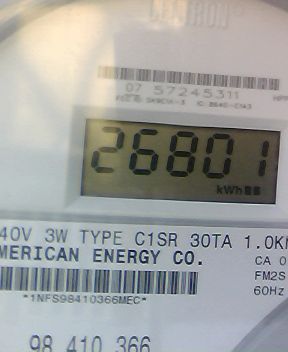 CENTRON
07 57245311
26801
kWh
40V 3W TYPE C1SR 30TA 1.0K
MERICAN ENERGY CO.
CA 0
FM2S
*1NFS98410366MEC*
60Hz
98 410 366